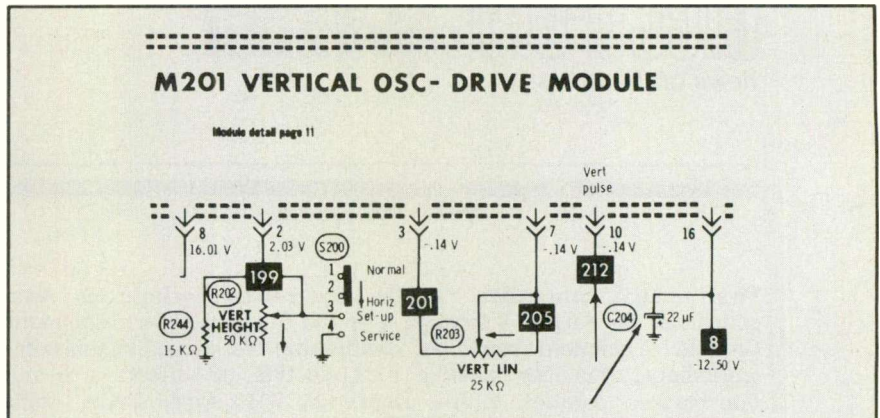 M201 VERTICAL OSC- DRIVE MODULE
Module detail page 11
Vert
pulse
8
2
3
7
10
16
16.01 V
2.03 V
-.14 V
-.14 V
-.14 V
S200
1
2
3
4
Normal
Horiz
Set-up
Service
199
201
205
212
8
R202
VERT
HEIGHT
50 KΩ
R244
15 KΩ
R203
VERT LIN
25 KΩ
C204
22 µF
+
-12.50 V